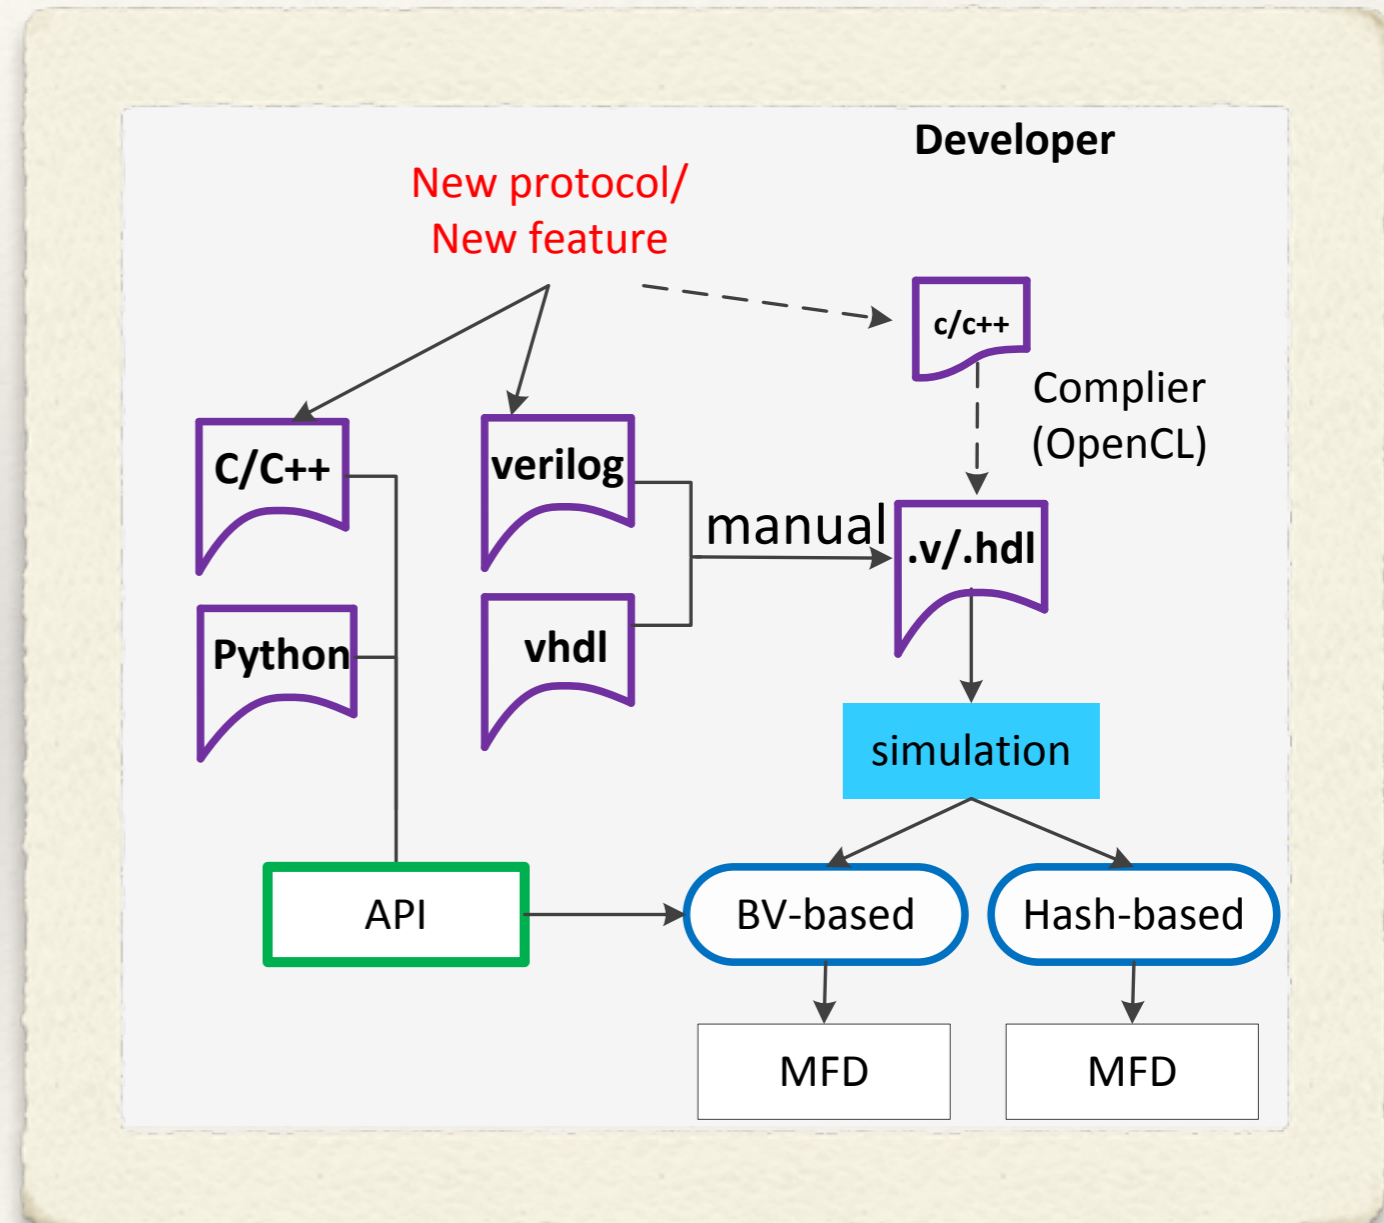 Developer
New protocol/
New feature
c/c++
Complier
(OpenCL)
C/C++
verilog
manual
.v/.hdl
Python
vhdl
simulation
API
BV-based
Hash-based
MFD
MFD